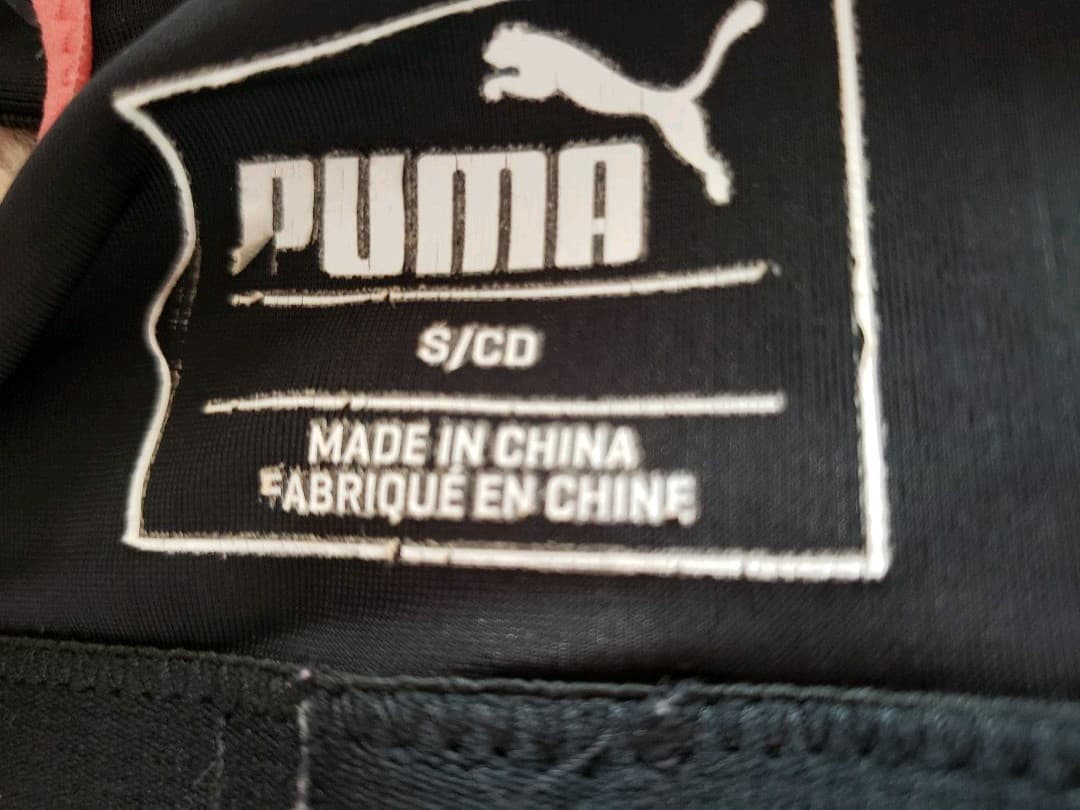 PUMA
S/CD
MADE IN CHINA
FABRIQUÉ EN CHINE